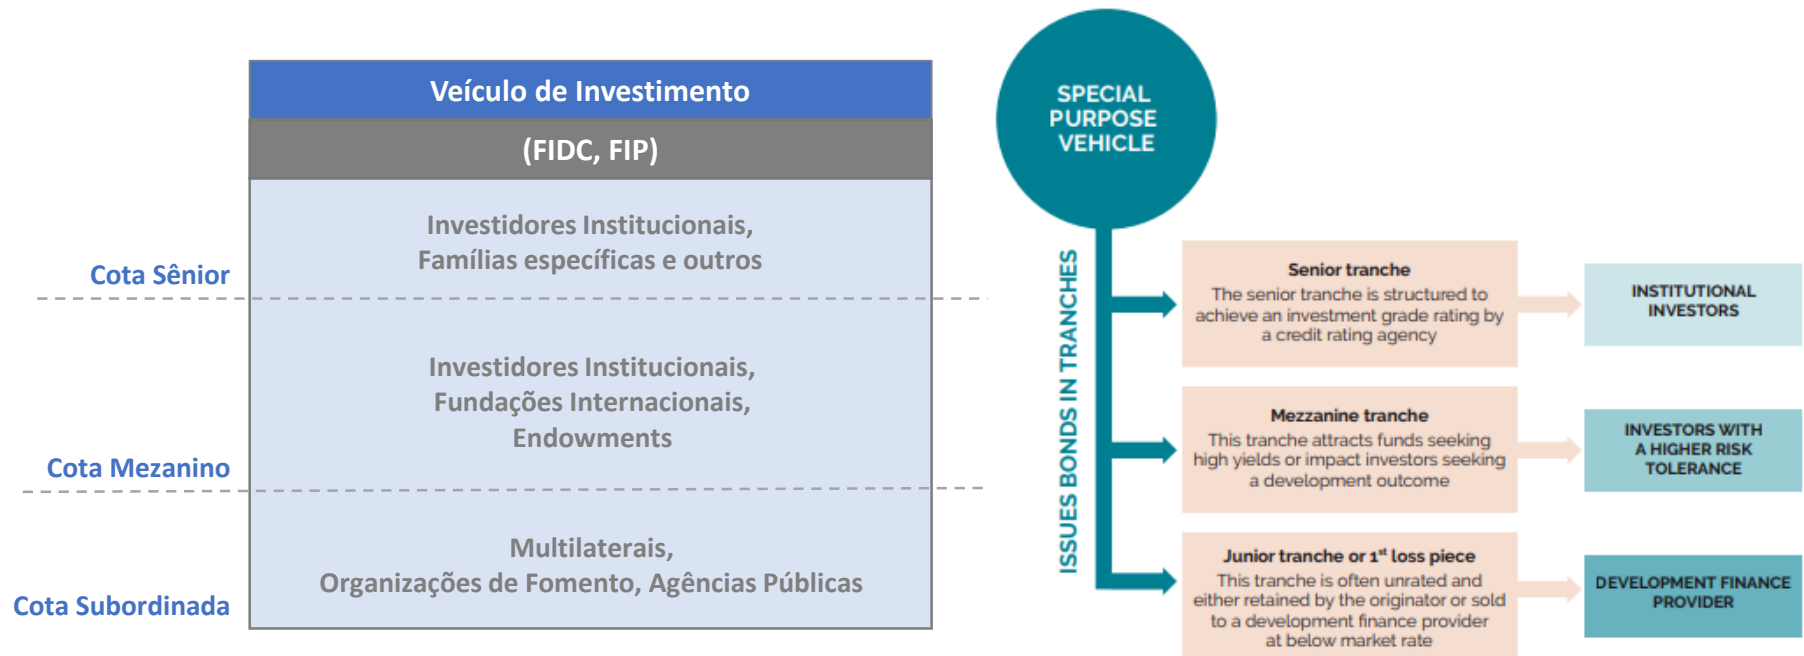 Veículo de Investimento
(FIDC, FIP)
Investidores Institucionais,
Famílias específicas e outros
Cota Sênior
Investidores Institucionais,
Fundações Internacionais,
Endowments
Cota Mezanino
Multilaterais,
Organizações de Fomento, Agências Públicas
Cota Subordinada
SPECIAL
PURPOSE
VEHICLE
ISSUES BONDS IN TRANCHES
Senior tranche
The senior tranche is structured to
achieve an investment grade rating by
a credit rating agency
INSTITUTIONAL
INVESTORS
Mezzanine tranche
This tranche attracts funds seeking
high yields or impact investors seeking
a development outcome
INVESTORS WITH
A HIGHER RISK
TOLERANCE
Junior tranche or 1st loss piece
This tranche is often unrated and
either retained by the originator or sold
to a development finance provider
at below market rate
DEVELOPMENT FINANCE
PROVIDER